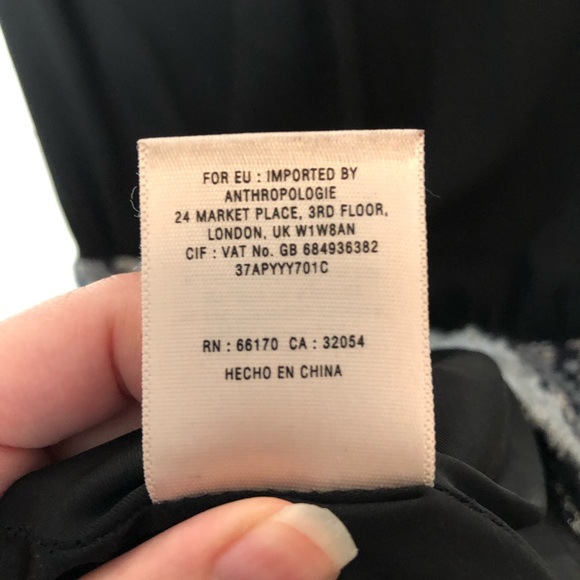 FOR EU : IMPORTED BY
ANTHROPOLOGIE
24 MARKET PLACE, 3RD FLOOR,
LONDON, UK W1W8AN
CIF : VAT No. GB 684936382
37APYYY701C
RN : 66170 CA : 32054
HECHO EN CHINA